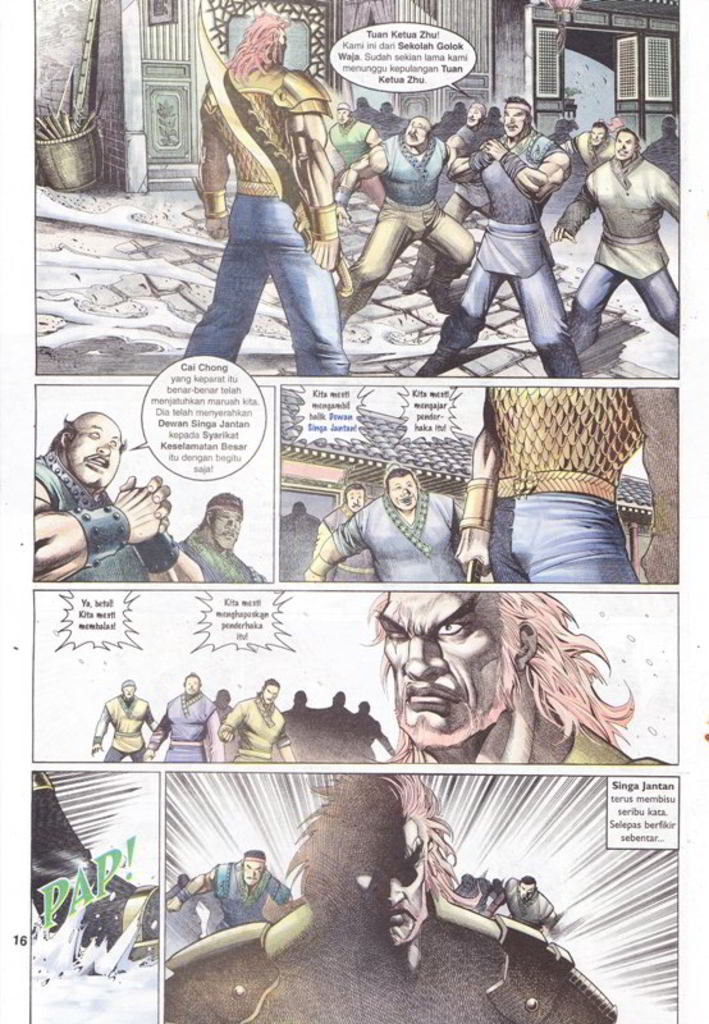 Tuan Ketua Zhu!
Kami ini dari Sekolah Golok
Waja. Sudah sekian lama kami
menunggu kepulangan Tuan
Ketua Zhu.
Cai Chong
yang keparat itu
benar-benar telah
menjatuhkan maruah kita.
Dia telah menyerahkan
Dewan Singa Jantan
kepada Syarikat
Keselamatan Besar
itu dengan begitu
saja!
Kita mesti
mengambil
balik Dewan
Singa Jantan!
Kita mesti
mengajar
pender-
haka itu!
Ya, betul!
Kita mesti
membalas!
Kita mesti
menghapuskan
penderhaka
itu!
PAP!
Singa Jantan
terus membisu
seribu kata.
Selepas berfikir
sebentar...
16